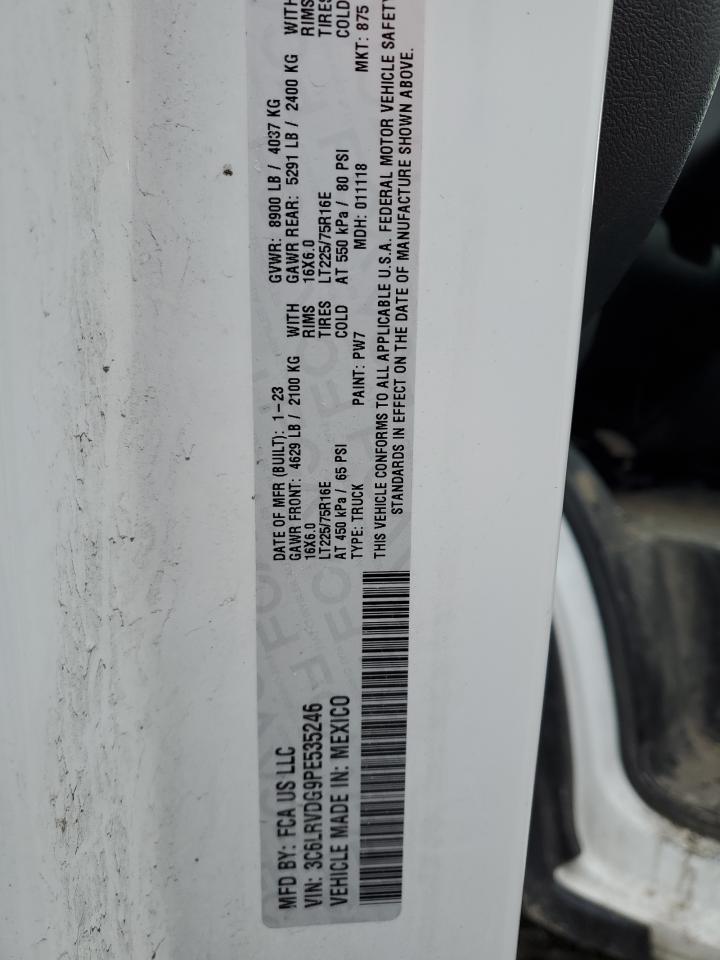 MFD BY: FCA US LLC
VIN: 3C6LRVDG9PE535246
VEHICLE MADE IN: MEXICO
DATE OF MFR (BUILT): 1-23 GVWR: 8900 LB / 4037 KG
GAWR FRONT: 4629 LB / 2100 KG WITH GAWR REAR: 5291 LB / 2400 KG WITH
16X6.0 RIMS 16X6.0 RIMS
LT225/75R16E TIRES LT225/75R16E TIRES
AT 450 kPa / 65 PSI COLD AT 550 kPa / 80 PSI COLD
TYPE: TRUCK PAINT: PW7 MDH: 011118 MKT: 875
THIS VEHICLE CONFORMS TO ALL APPLICABLE U.S.A. FEDERAL MOTOR VEHICLE SAFETY
STANDARDS IN EFFECT ON THE DATE OF MANUFACTURE SHOWN ABOVE.